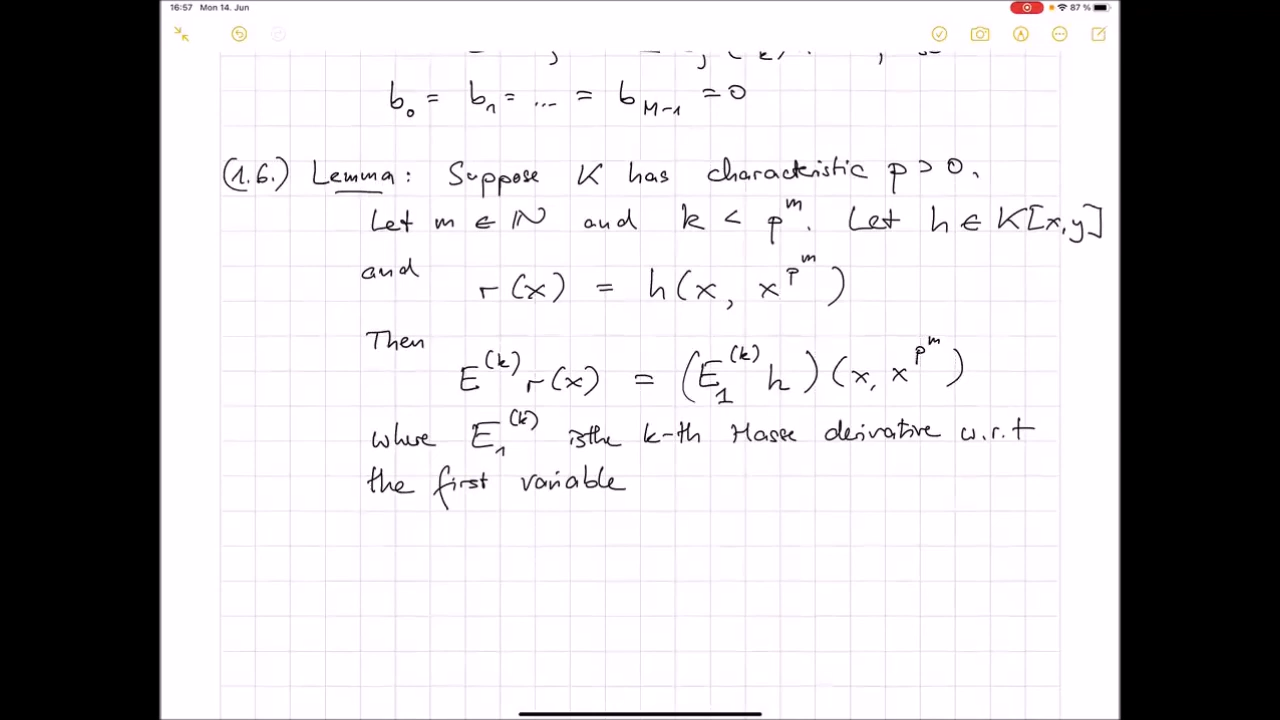 16:57 Mon 14. Jun 87 %
b₀ = b₁ = ... = b_{M-1} = 0
(1.6.) Lemma: Suppose K has characteristic p > 0.
Let m ∈ ℕ and k < p^m. Let h ∈ K[x,y]
and
r(x) = h(x, x^{p^m})
Then
E^{(k)} r(x) = (E_1^{(k)} h)(x, x^{p^m})
where E_1^{(k)} is the k-th Hasse derivative w.r.t
the first variable